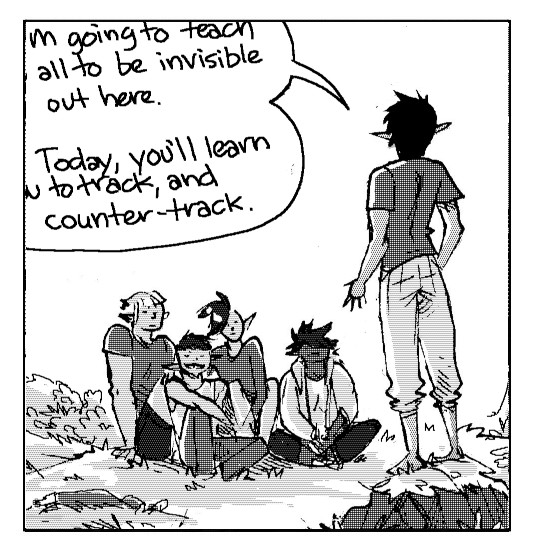 m going to teach
all to be invisible
out here.
Today, you'll learn
to track, and
counter-track.